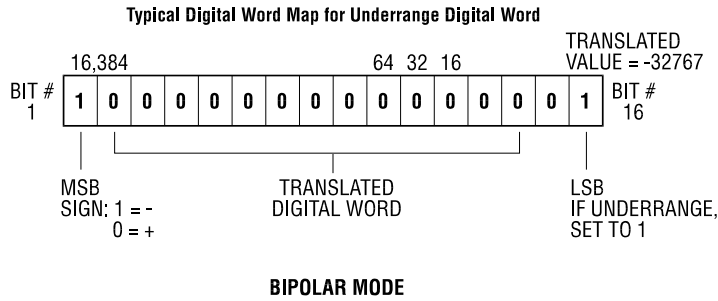 Typical Digital Word Map for Underrange Digital Word
TRANSLATED
VALUE = -32767
16,384 64 32 16
BIT #
1
1 0 0 0 0 0 0 0 0 0 0 0 0 0 0 1
BIT #
16
MSB
SIGN: 1 = -
0 = +
TRANSLATED
DIGITAL WORD
LSB
IF UNDERRANGE,
SET TO 1
BIPOLAR MODE